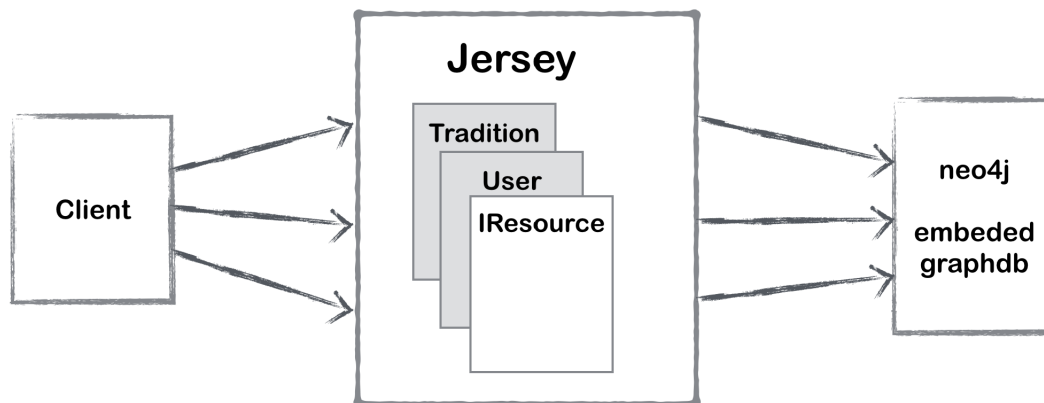 Jersey
Tradition
User
IResource
Client
neo4j
embeded
graphdb